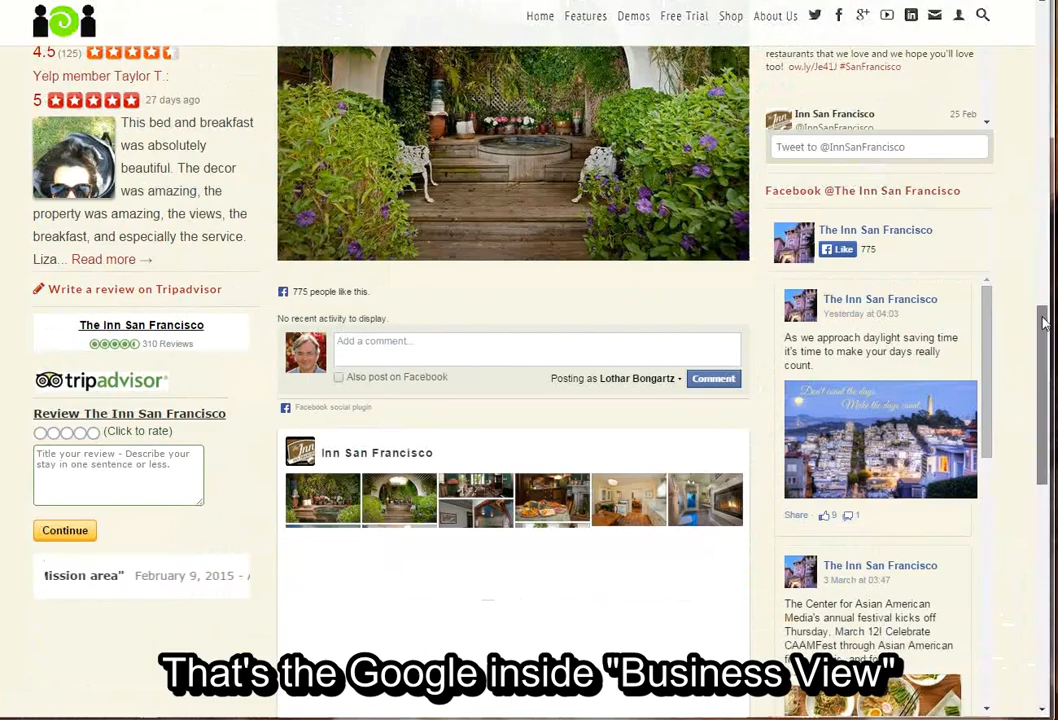 Home Features Demos Free Trial Shop About Us
4.5 (125)
Yelp member Taylor T.:
5 27 days ago
This bed and breakfast
was absolutely
beautiful. The decor
was amazing, the
property was amazing, the views, the
breakfast, and especially the service.
Liza... Read more →
Write a review on Tripadvisor
The Inn San Francisco
310 Reviews
tripadvisor
Review The Inn San Francisco
(Click to rate)
Title your review - Describe your
stay in one sentence or less.
Continue
February 9, 2015 -
775 people like this.
No recent activity to display.
Add a comment...
Also post on Facebook
Posting as Lothar Bongartz
Comment
Facebook social plugin
Inn San Francisco
restaurants that we love and we hope you'll love
too! ow.ly/Je41J #SanFrancisco
Inn San Francisco 25 Feb
@InnSanFrancisco
Tweet to @InnSanFrancisco
Facebook @The Inn San Francisco
The Inn San Francisco
Like 775
The Inn San Francisco
Yesterday at 04:03
As we approach daylight saving time
it's time to make your days really
count.
Don't count the days.
Make the days count.
Share · 9 1
The Inn San Francisco
3 March at 03:47
The Center for Asian American
Media's annual festival kicks off
Thursday, March 12! Celebrate
CAAMFest through Asian American
That's the Google inside "Business View"